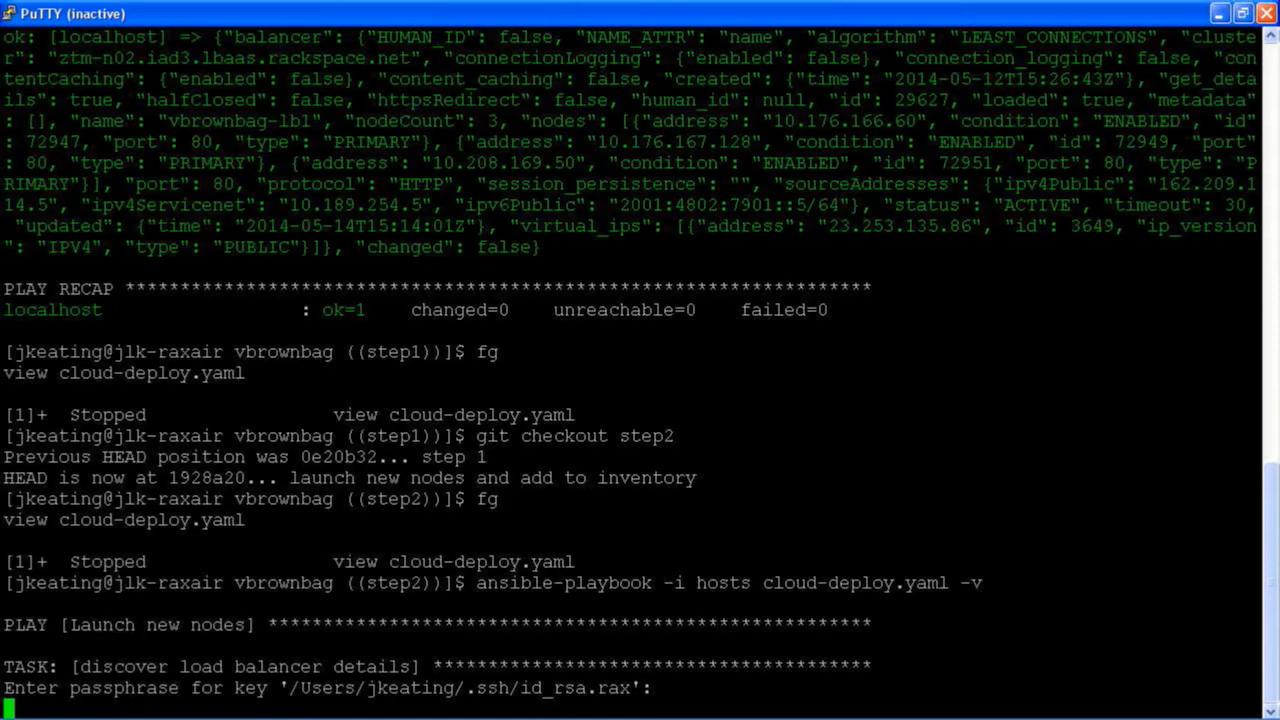 PuTTY (inactive)
ok: [localhost] => {"balancer": {"HUMAN_ID": false, "NAME_ATTR": "name", "algorithm": "LEAST_CONNECTIONS", "cluste
r": "ztm-n02.iad3.lbaas.rackspace.net", "connectionLogging": {"enabled": false}, "connection_logging": false, "con
tentCaching": {"enabled": false}, "content_caching": false, "created": {"time": "2014-05-12T15:26:43Z"}, "get_deta
ils": true, "halfClosed": false, "httpsRedirect": false, "human_id": null, "id": 29627, "loaded": true, "metadata"
: [], "name": "vbrownbag-lb1", "nodeCount": 3, "nodes": [{"address": "10.176.166.60", "condition": "ENABLED", "id"
: 72947, "port": 80, "type": "PRIMARY"}, {"address": "10.176.167.128", "condition": "ENABLED", "id": 72949, "port"
: 80, "type": "PRIMARY"}, {"address": "10.208.169.50", "condition": "ENABLED", "id": 72951, "port": 80, "type": "P
RIMARY"}], "port": 80, "protocol": "HTTP", "session_persistence": "", "sourceAddresses": {"ipv4Public": "162.209.1
14.5", "ipv4Servicenet": "10.189.254.5", "ipv6Public": "2001:4802:7901::5/64"}, "status": "ACTIVE", "timeout": 30,
 "updated": {"time": "2014-05-14T15:14:01Z"}, "virtual_ips": [{"address": "23.253.135.86", "id": 3649, "ip_version
": "IPV4", "type": "PUBLIC"}]}, "changed": false}
PLAY RECAP ********************************************************************
localhost : ok=1 changed=0 unreachable=0 failed=0
[jkeating@jlk-raxair vbrownbag ((step1))]$ fg
view cloud-deploy.yaml
[1]+ Stopped view cloud-deploy.yaml
[jkeating@jlk-raxair vbrownbag ((step1))]$ git checkout step2
Previous HEAD position was 0e20b32... step 1
HEAD is now at 1928a20... launch new nodes and add to inventory
[jkeating@jlk-raxair vbrownbag ((step2))]$ fg
view cloud-deploy.yaml
[1]+ Stopped view cloud-deploy.yaml
[jkeating@jlk-raxair vbrownbag ((step2))]$ ansible-playbook -i hosts cloud-deploy.yaml -v
PLAY [Launch new nodes] *******************************************************
TASK: [discover load balancer details] ****************************************
Enter passphrase for key '/Users/jkeating/.ssh/id_rsa.rax':